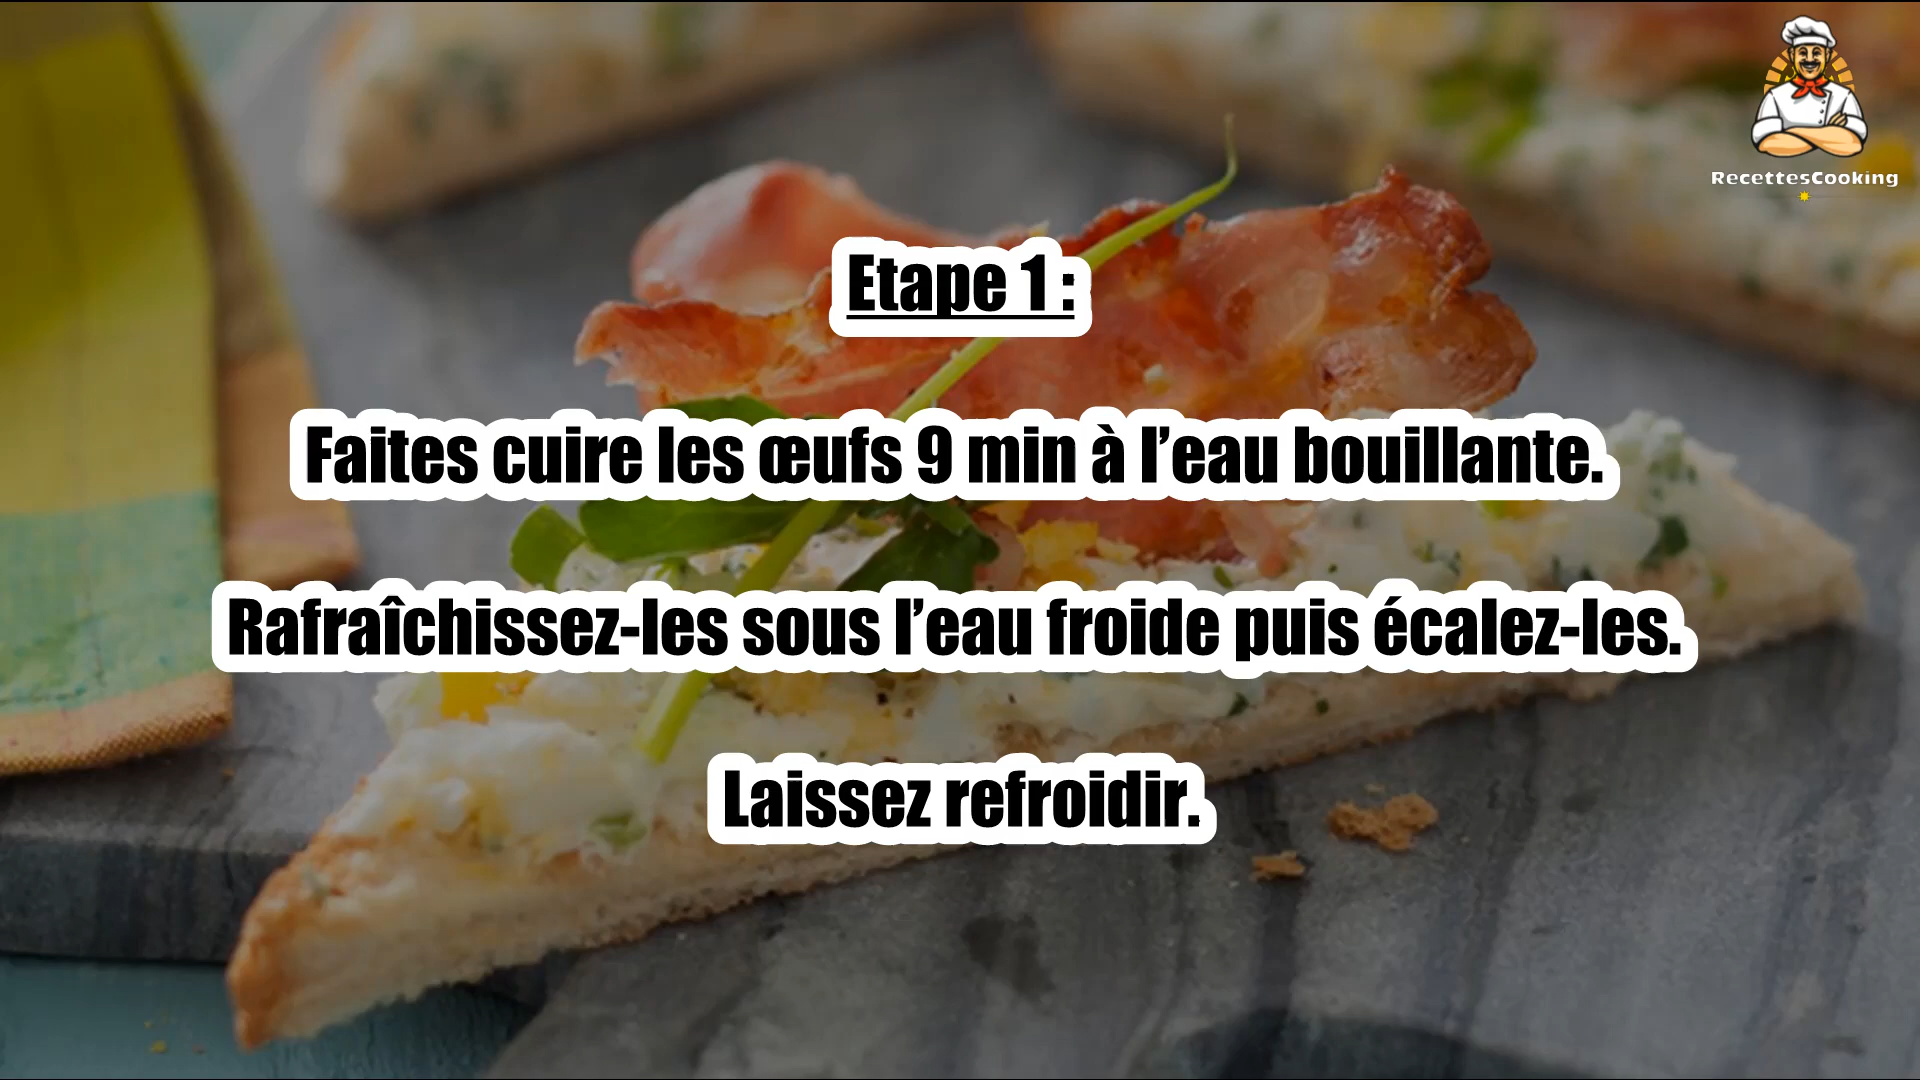 RecettesCooking
Etape 1 :
Faites cuire les œufs 9 min à l’eau bouillante.
Rafraîchissez-les sous l’eau froide puis écalez-les.
Laissez refroidir.